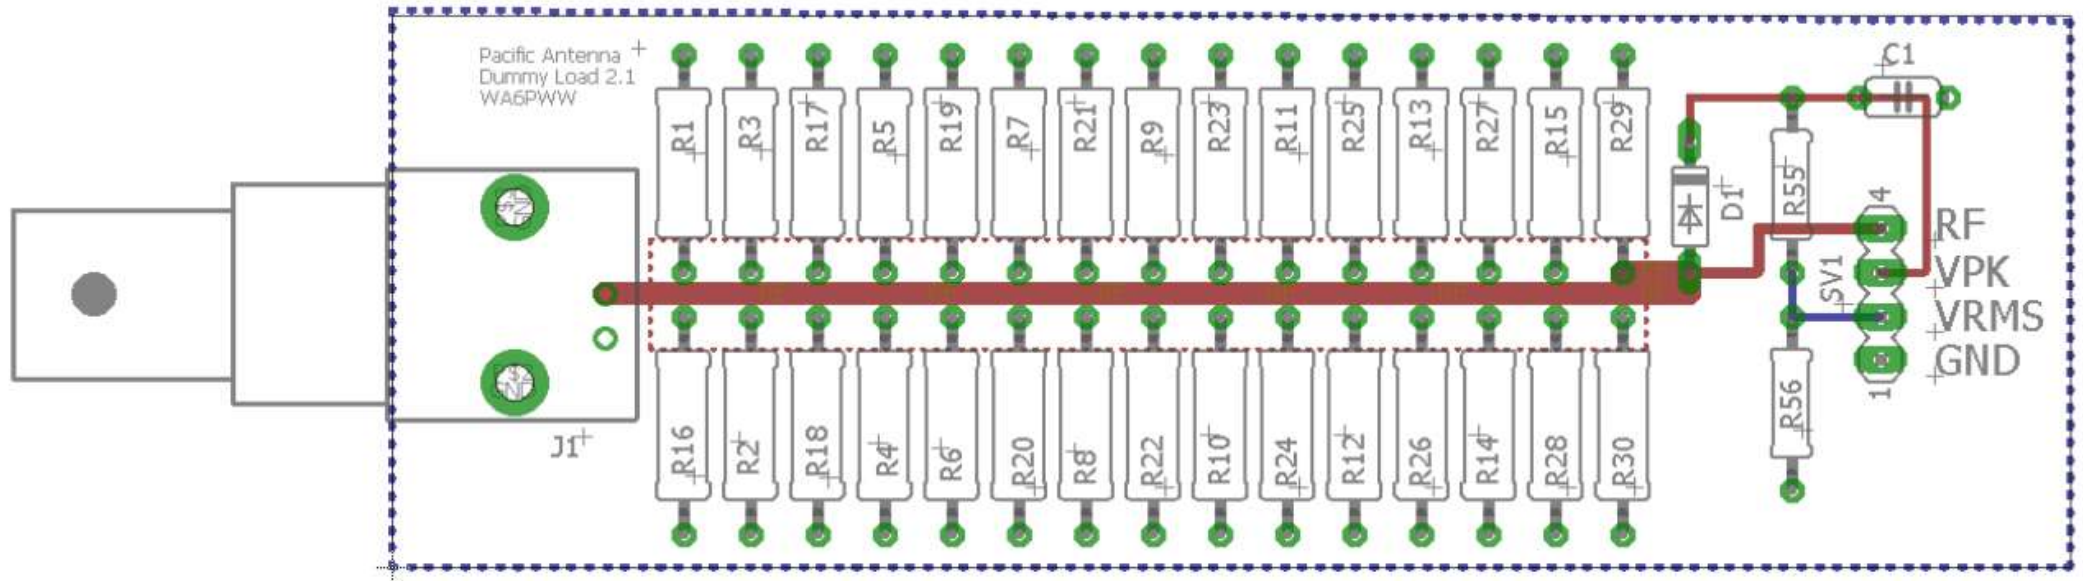 Pacific Antenna
Dummy Load 2.1
WA6PWW
C1
R1
R3
R17
R5
R19
R7
R21
R9
R23
R11
R25
R13
R27
R15
R29
D1
R55
4
RF
VPK
SV1
VRMS
GND
1
J1
R16
R2
R18
R4
R6
R20
R8
R22
R10
R24
R12
R26
R14
R28
R30
R56